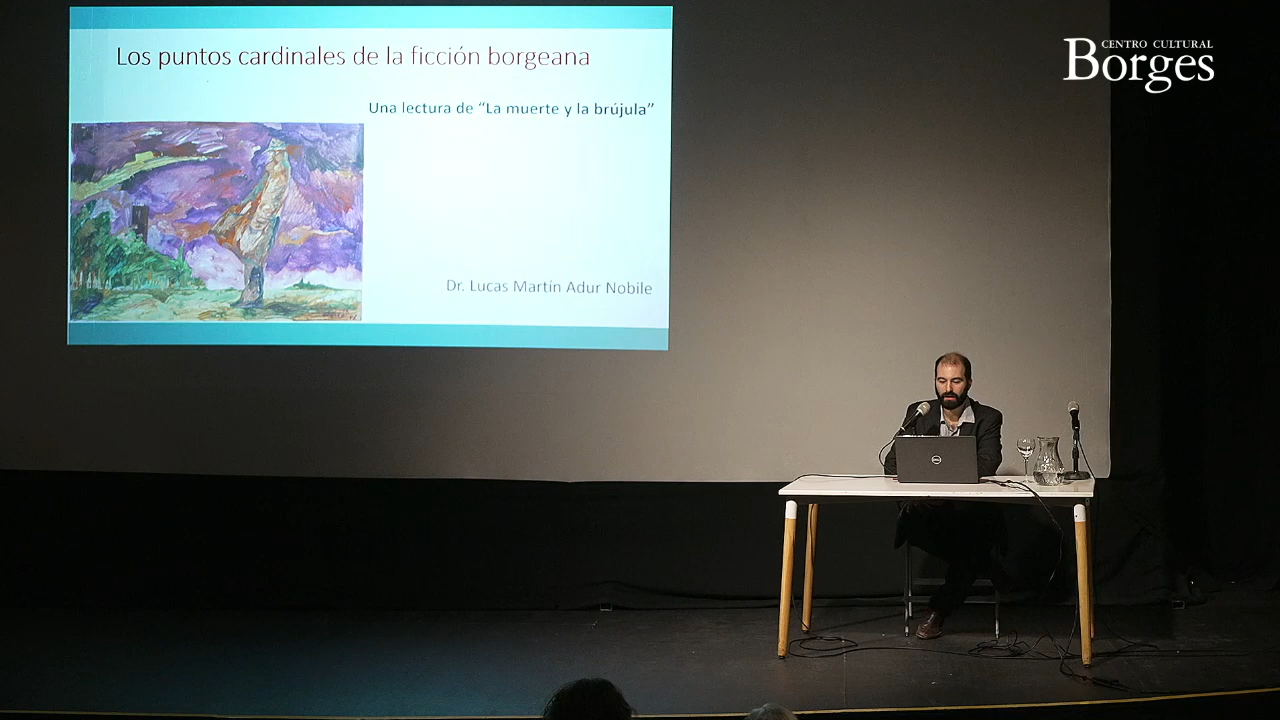 Los puntos cardinales de la ficción borgeana
Una lectura de “La muerte y la brújula”
Dr. Lucas Martín Adur Nobile
CENTRO CULTURAL
Borges
DELL